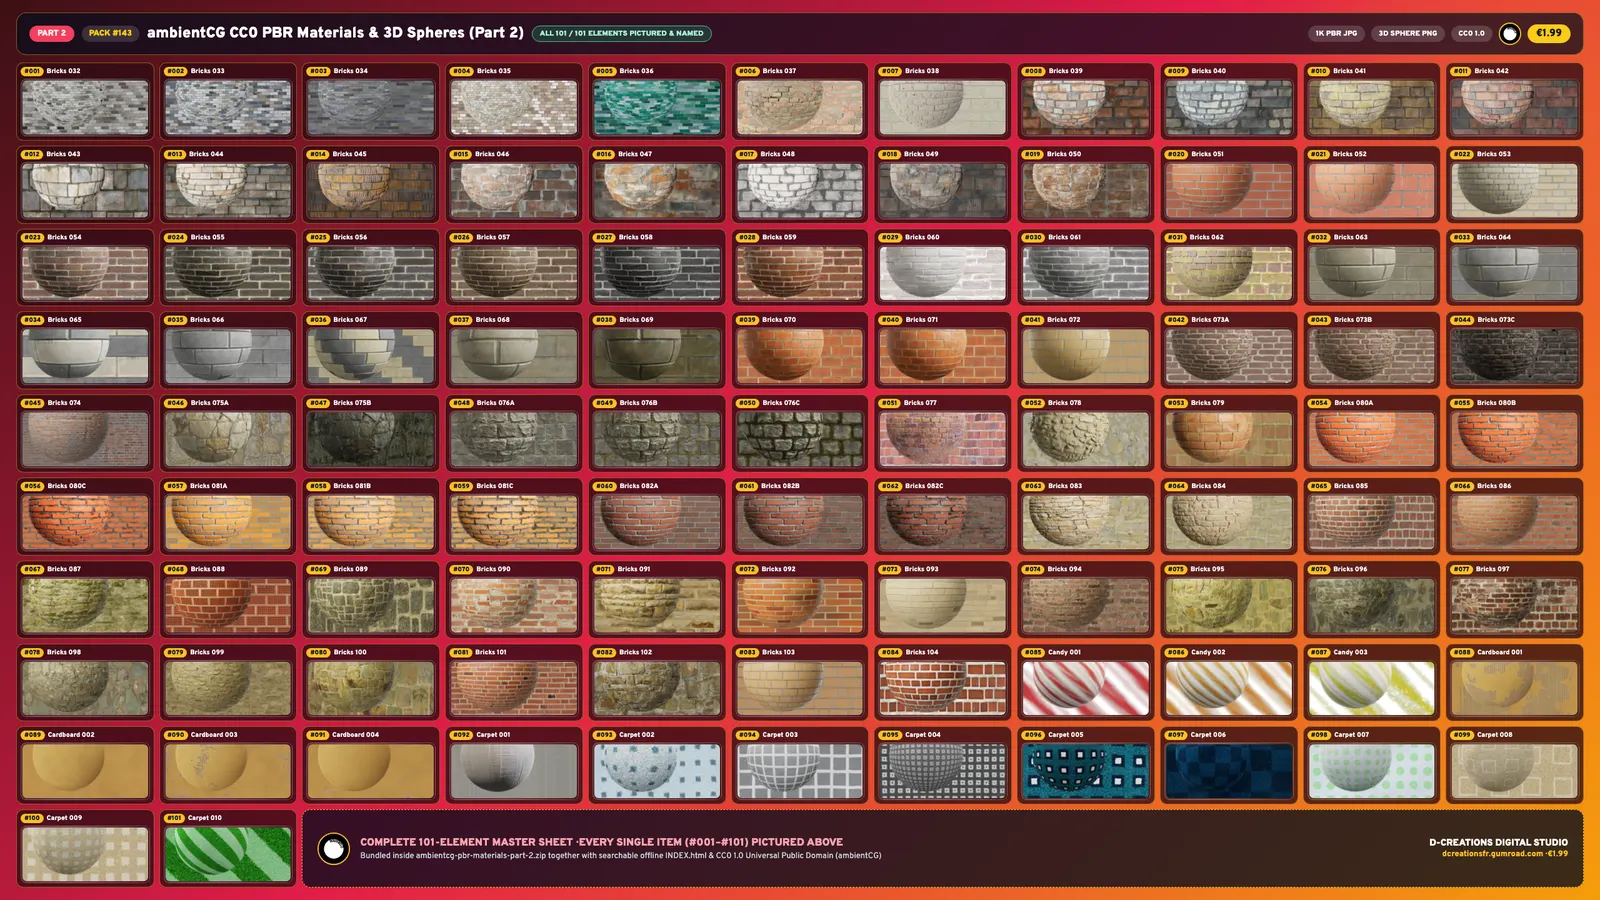 PART 2 PACK #143 ambientCG CC0 PBR Materials & 3D Spheres (Part 2) ALL 101 / 101 ELEMENTS PICTURED & NAMED 1K PBR JPG 3D SPHERE PNG CC0 1.0 €1.99
#001 Bricks 032 #002 Bricks 033 #003 Bricks 034 #004 Bricks 035 #005 Bricks 036 #006 Bricks 037 #007 Bricks 038 #008 Bricks 039 #009 Bricks 040 #010 Bricks 041 #011 Bricks 042
#012 Bricks 043 #013 Bricks 044 #014 Bricks 045 #015 Bricks 046 #016 Bricks 047 #017 Bricks 048 #018 Bricks 049 #019 Bricks 050 #020 Bricks 051 #021 Bricks 052 #022 Bricks 053
#023 Bricks 054 #024 Bricks 055 #025 Bricks 056 #026 Bricks 057 #027 Bricks 058 #028 Bricks 059 #029 Bricks 060 #030 Bricks 061 #031 Bricks 062 #032 Bricks 063 #033 Bricks 064
#034 Bricks 065 #035 Bricks 066 #036 Bricks 067 #037 Bricks 068 #038 Bricks 069 #039 Bricks 070 #040 Bricks 071 #041 Bricks 072 #042 Bricks 073A #043 Bricks 073B #044 Bricks 073C
#045 Bricks 074 #046 Bricks 075A #047 Bricks 075B #048 Bricks 076A #049 Bricks 076B #050 Bricks 076C #051 Bricks 077 #052 Bricks 078 #053 Bricks 079 #054 Bricks 080A #055 Bricks 080B
#056 Bricks 080C #057 Bricks 081A #058 Bricks 081B #059 Bricks 081C #060 Bricks 082A #061 Bricks 082B #062 Bricks 082C #063 Bricks 083 #064 Bricks 084 #065 Bricks 085 #066 Bricks 086
#067 Bricks 087 #068 Bricks 088 #069 Bricks 089 #070 Bricks 090 #071 Bricks 091 #072 Bricks 092 #073 Bricks 093 #074 Bricks 094 #075 Bricks 095 #076 Bricks 096 #077 Bricks 097
#078 Bricks 098 #079 Bricks 099 #080 Bricks 100 #081 Bricks 101 #082 Bricks 102 #083 Bricks 103 #084 Bricks 104 #085 Candy 001 #086 Candy 002 #087 Candy 003 #088 Cardboard 001
#089 Cardboard 002 #090 Cardboard 003 #091 Cardboard 004 #092 Carpet 001 #093 Carpet 002 #094 Carpet 003 #095 Carpet 004 #096 Carpet 005 #097 Carpet 006 #098 Carpet 007 #099 Carpet 008
#100 Carpet 009 #101 Carpet 010
COMPLETE 101-ELEMENT MASTER SHEET · EVERY SINGLE ITEM (#001–#101) PICTURED ABOVE
Bundled inside ambientcg-pbr-materials-part-2.zip together with searchable offline INDEX.html & CC0 1.0 Universal Public Domain (ambientCG)
D-CREATIONS DIGITAL STUDIO
dcreationsfr.gumroad.com · €1.99